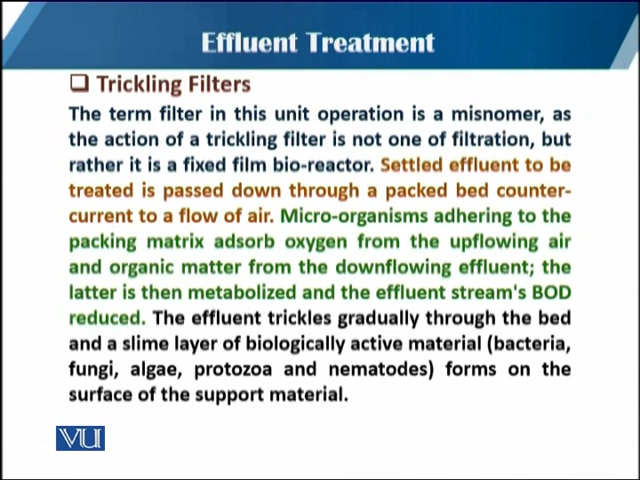 Effluent Treatment
❑ Trickling Filters
The term filter in this unit operation is a misnomer, as
the action of a trickling filter is not one of filtration, but
rather it is a fixed film bio-reactor. Settled effluent to be
treated is passed down through a packed bed counter-
current to a flow of air. Micro-organisms adhering to the
packing matrix adsorb oxygen from the upflowing air
and organic matter from the downflowing effluent; the
latter is then metabolized and the effluent stream's BOD
reduced. The effluent trickles gradually through the bed
and a slime layer of biologically active material (bacteria,
fungi, algae, protozoa and nematodes) forms on the
surface of the support material.
VU